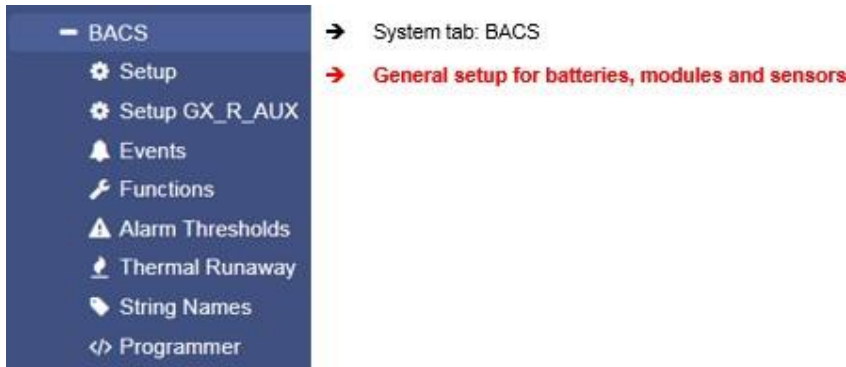 BACS → System tab: BACS
Setup → General setup for batteries, modules and sensors
Setup GX_R_AUX
Events
Functions
Alarm Thresholds
Thermal Runaway
String Names
</> Programmer